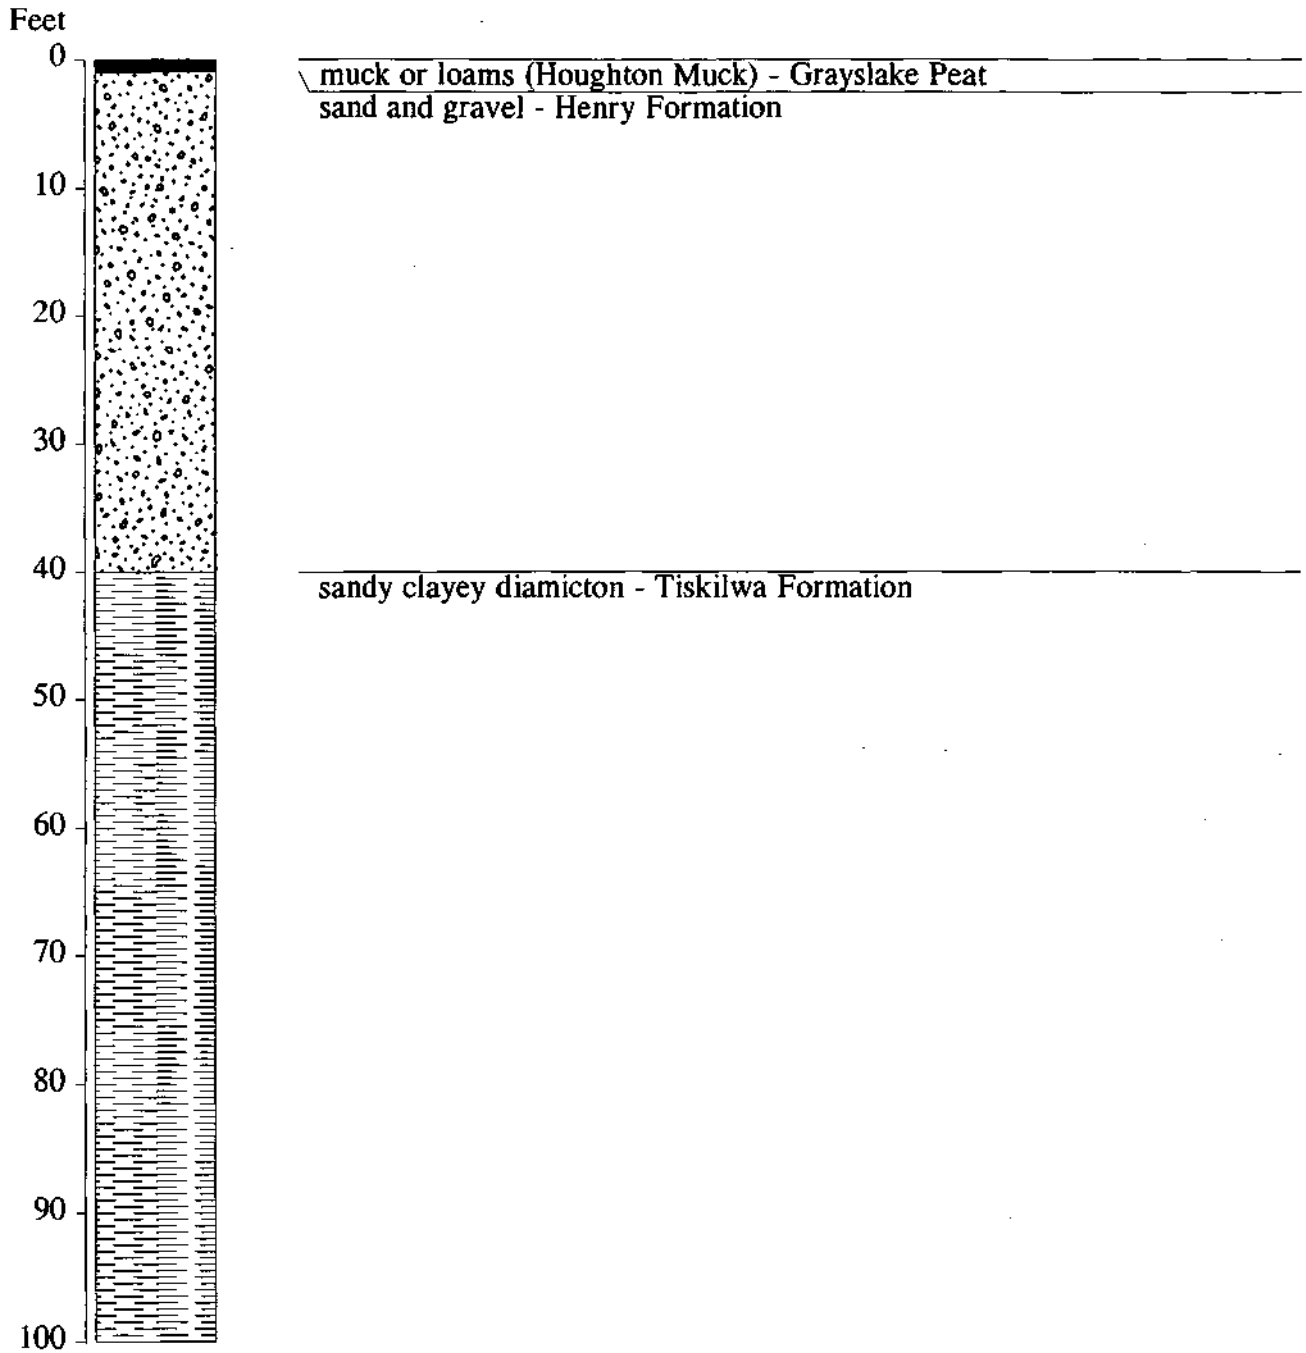 Feet
0
muck or loams (Houghton Muck) - Grayslake Peat
sand and gravel - Henry Formation
10
20
30
40
sandy clayey diamicton - Tiskilwa Formation
50
60
70
80
90
100